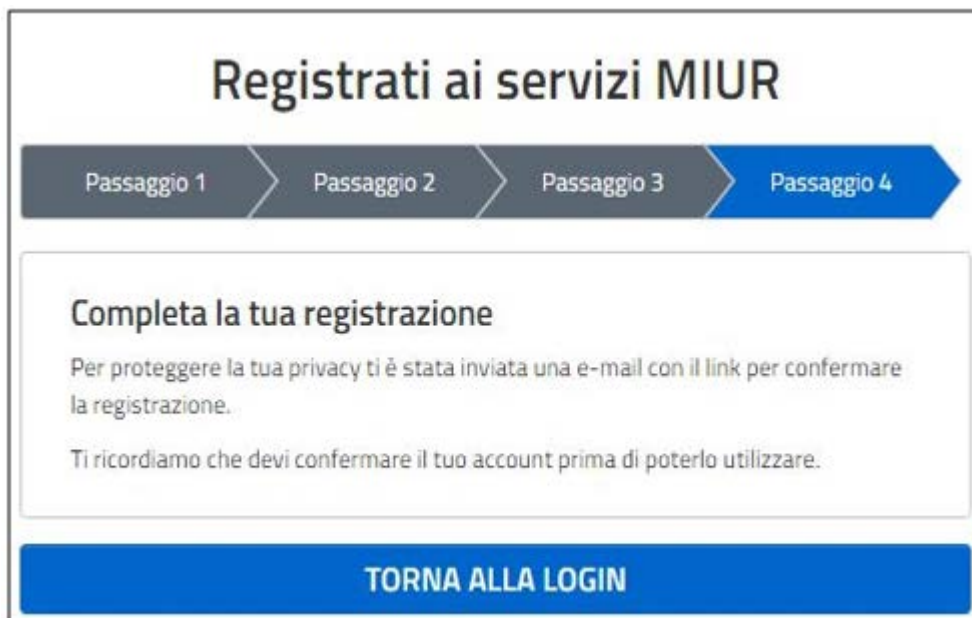 Registrati ai servizi MIUR
Passaggio 1 Passaggio 2 Passaggio 3 Passaggio 4
Completa la tua registrazione
Per proteggere la tua privacy ti è stata inviata una e-mail con il link per confermare
la registrazione.
Ti ricordiamo che devi confermare il tuo account prima di poterlo utilizzare.
TORNA ALLA LOGIN